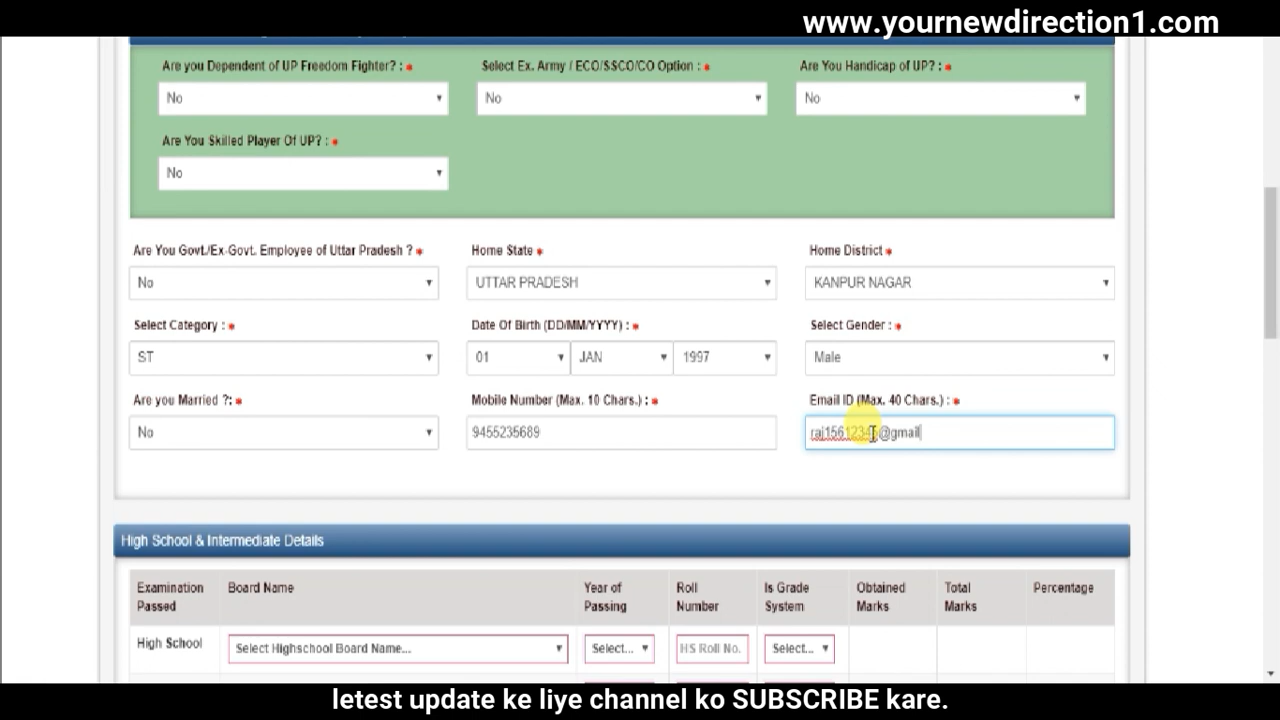 www.yournewdirection1.com
Are you Dependent of UP Freedom Fighter? : * Select Ex. Army / ECO/SSCO/CO Option : * Are You Handicap of UP? : *
No No No
Are You Skilled Player Of UP? : *
No
Are You Govt./Ex-Govt. Employee of Uttar Pradesh ? * Home State * Home District *
No UTTAR PRADESH KANPUR NAGAR
Select Category : * Date Of Birth (DD/MM/YYYY) : * Select Gender : *
ST 01 JAN 1997 Male
Are you Married ?: * Mobile Number (Max. 10 Chars.) : * Email ID (Max. 40 Chars.) : *
No 9455235689 @gmail
High School & Intermediate Details
Examination Passed Board Name Year of Passing Roll Number Is Grade System Obtained Marks Total Marks Percentage
High School Select Highschool Board Name... Select... HS Roll No. Select...
letest update ke liye channel ko SUBSCRIBE kare.